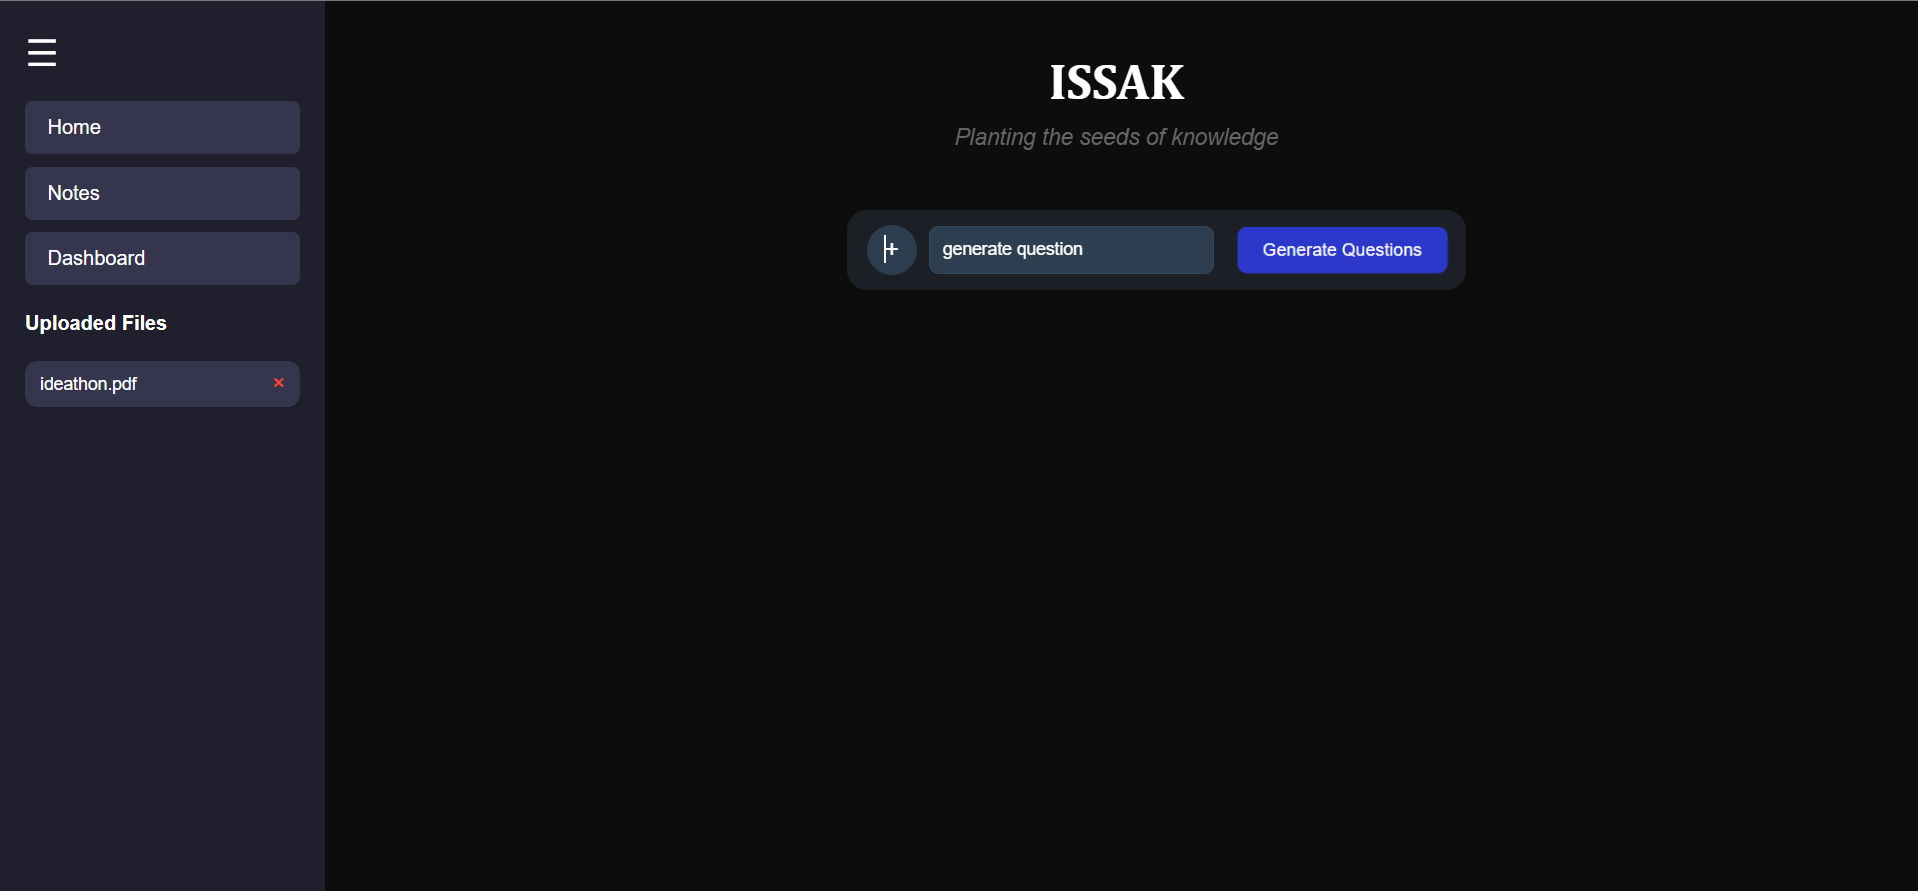 ☰
Home
Notes
Dashboard
Uploaded Files
ideathon.pdf ×
ISSAK
Planting the seeds of knowledge
+ generate question Generate Questions